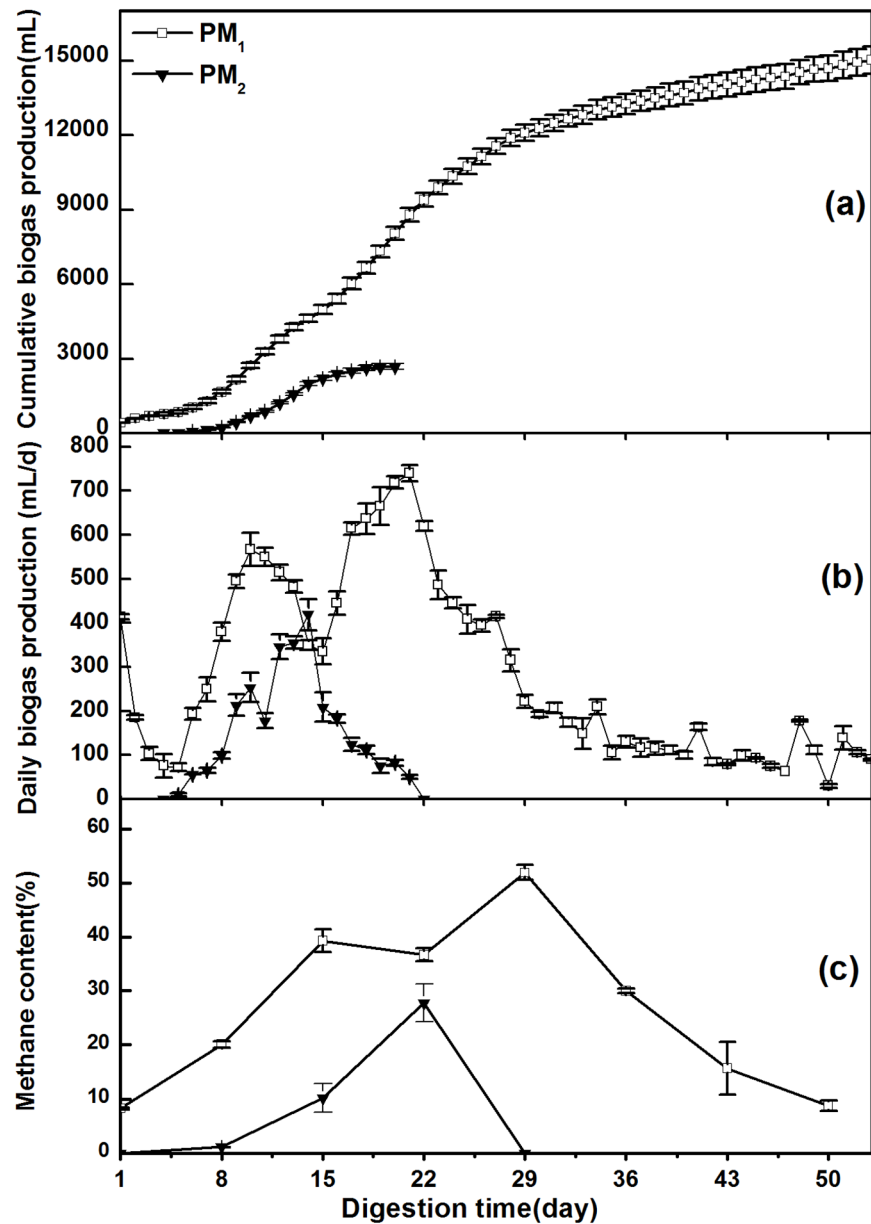 PM1
PM2
Cumulative biogas production(mL)
15000
12000
9000
6000
3000
0
(a)
Daily biogas production (mL/d)
800
700
600
500
400
300
200
100
0
(b)
Methane content(%)
60
50
40
30
20
10
0
(c)
1 8 15 22 29 36 43 50
Digestion time(day)